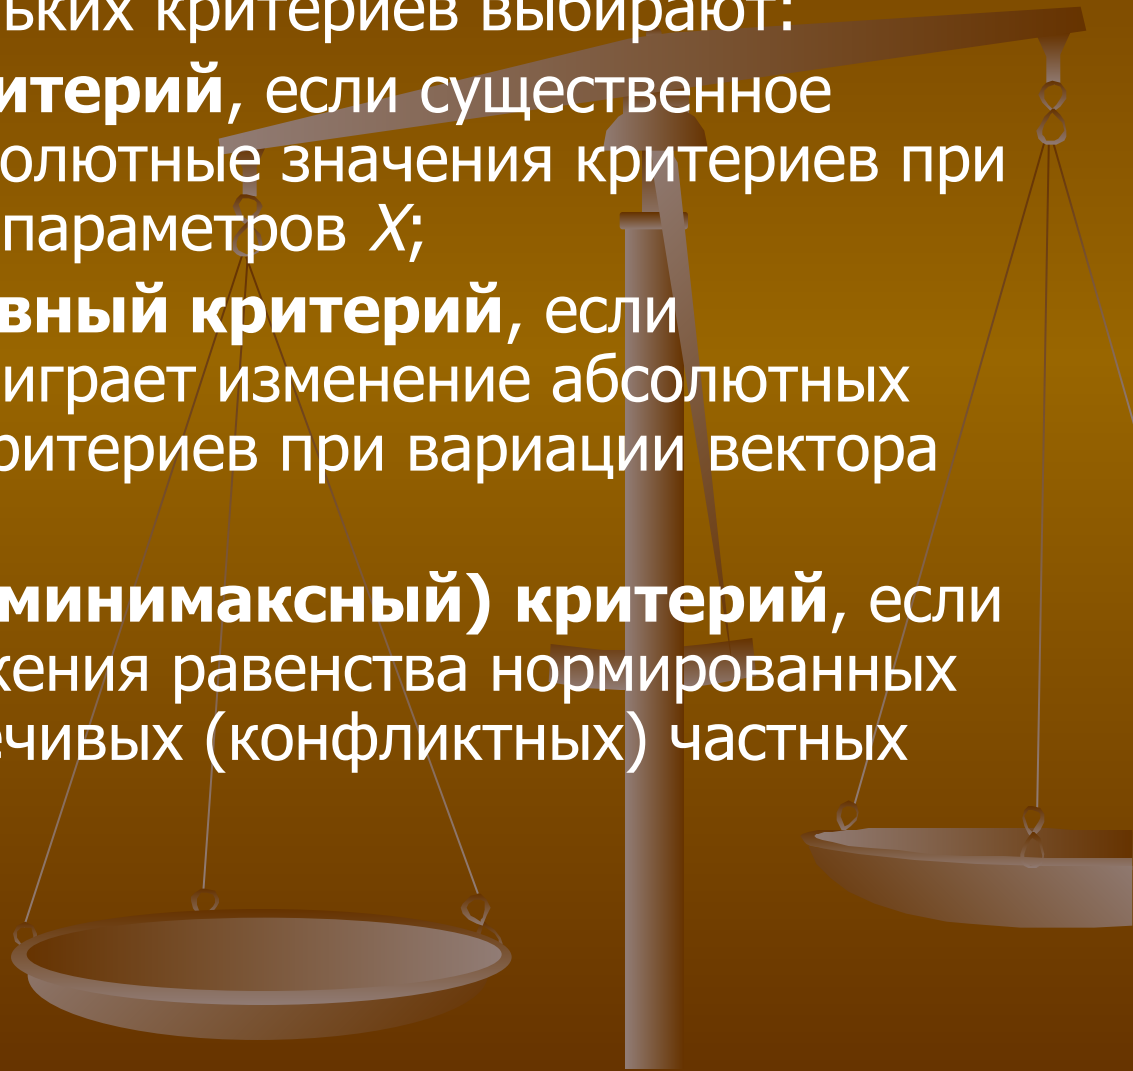 ьких критериев выбирают:
итерий, если существенное
олютные значения критериев при
параметров X;
вный критерий, если
играет изменение абсолютных
ритериев при вариации вектора
минимаксный) критерий, если
жения равенства нормированных
ечивых (конфликтных) частных